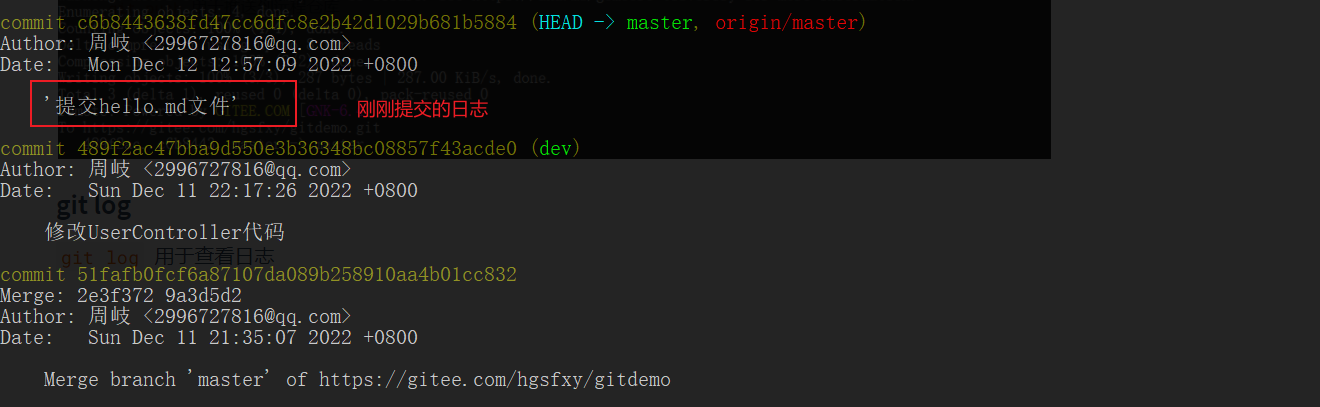 commit c6b8443638fd47cc6dfc8e2b42d1029b681b5884 (HEAD -> master, origin/master)
Author: 周岐 <2996727816@qq.com>
Date:   Mon Dec 12 12:57:09 2022 +0800
'提交hello.md文件'
刚刚提交的日志
commit 489f2ac47bba9d550e3b36348bc08857f43acde0 (dev)
Author: 周岐 <2996727816@qq.com>
Date:   Sun Dec 11 22:17:26 2022 +0800
git log
修改UserController代码
git log 用于查看日志
commit 51fafb0fcf6a87107da089b258910aa4b01cc832
Merge: 2e3f372 9a3d5d2
Author: 周岐 <2996727816@qq.com>
Date:   Sun Dec 11 21:35:07 2022 +0800
Merge branch 'master' of https://gitee.com/hgsfxy/gitdemo